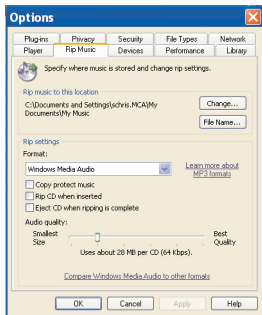 Options
Plug-ins Privacy Security File Types Network
Player Rip Music Devices Performance Library
Specify where music is stored and change rip settings.
Rip music to this location
C:\Documents and Settings\schris.MCA\My
Documents\My Music
Change...
File Name...
Rip settings
Format:
Windows Media Audio
Learn more about
MP3 formats
Copy protect music
Rip CD when inserted
Eject CD when ripping is complete
Audio quality:
Smallest Best
Size Quality
Uses about 28 MB per CD (64 Kbps).
Compare Windows Media Audio to other formats
OK Cancel Apply Help